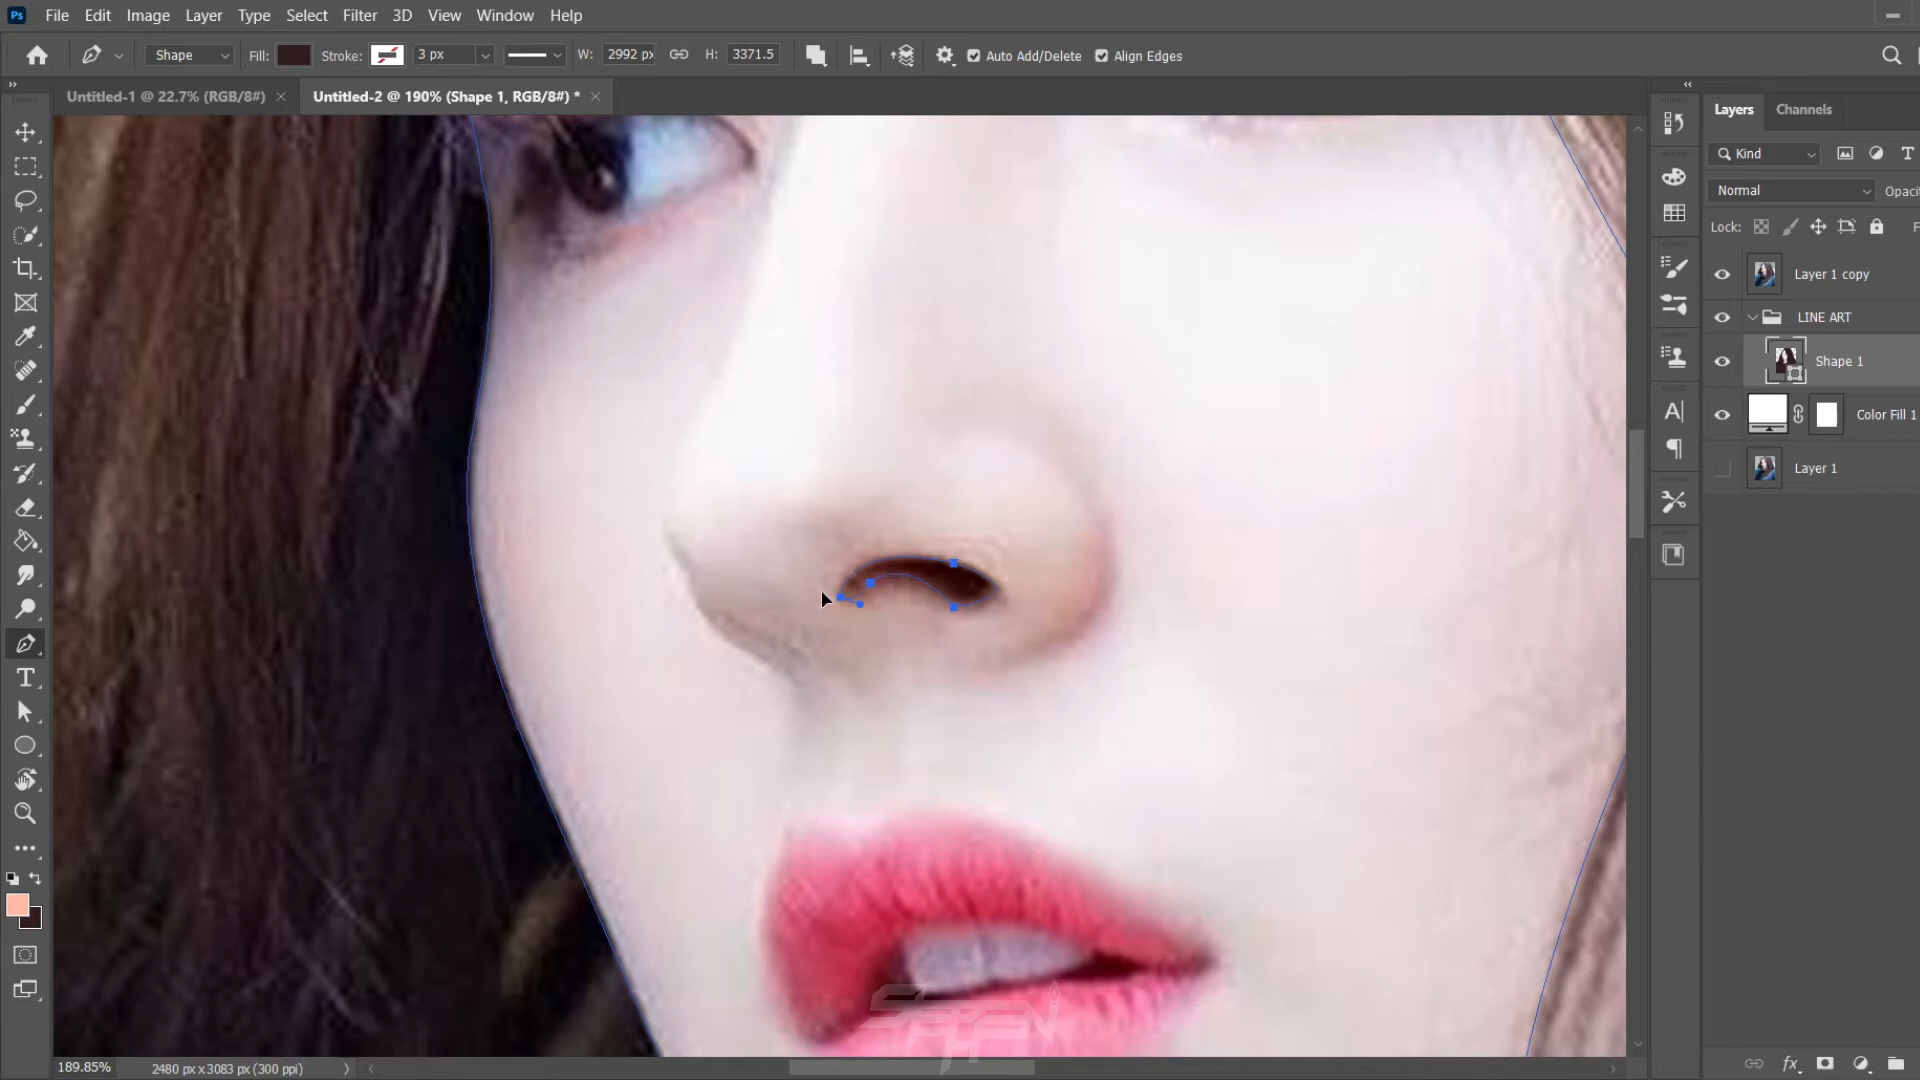 Ps File Edit Image Layer Type Select Filter 3D View Window Help
Shape Fill: Stroke: 3 px W: 2992 px H: 3371.5 Auto Add/Delete Align Edges
Untitled-1 @ 22.7% (RGB/8#) × Untitled-2 @ 190% (Shape 1, RGB/8#) * ×
Layers Channels
Kind
Normal Opaci
Lock: F
Layer 1 copy
LINE ART
Shape 1
Color Fill 1
Layer 1
189.85% 2480 px x 3083 px (300 ppi)